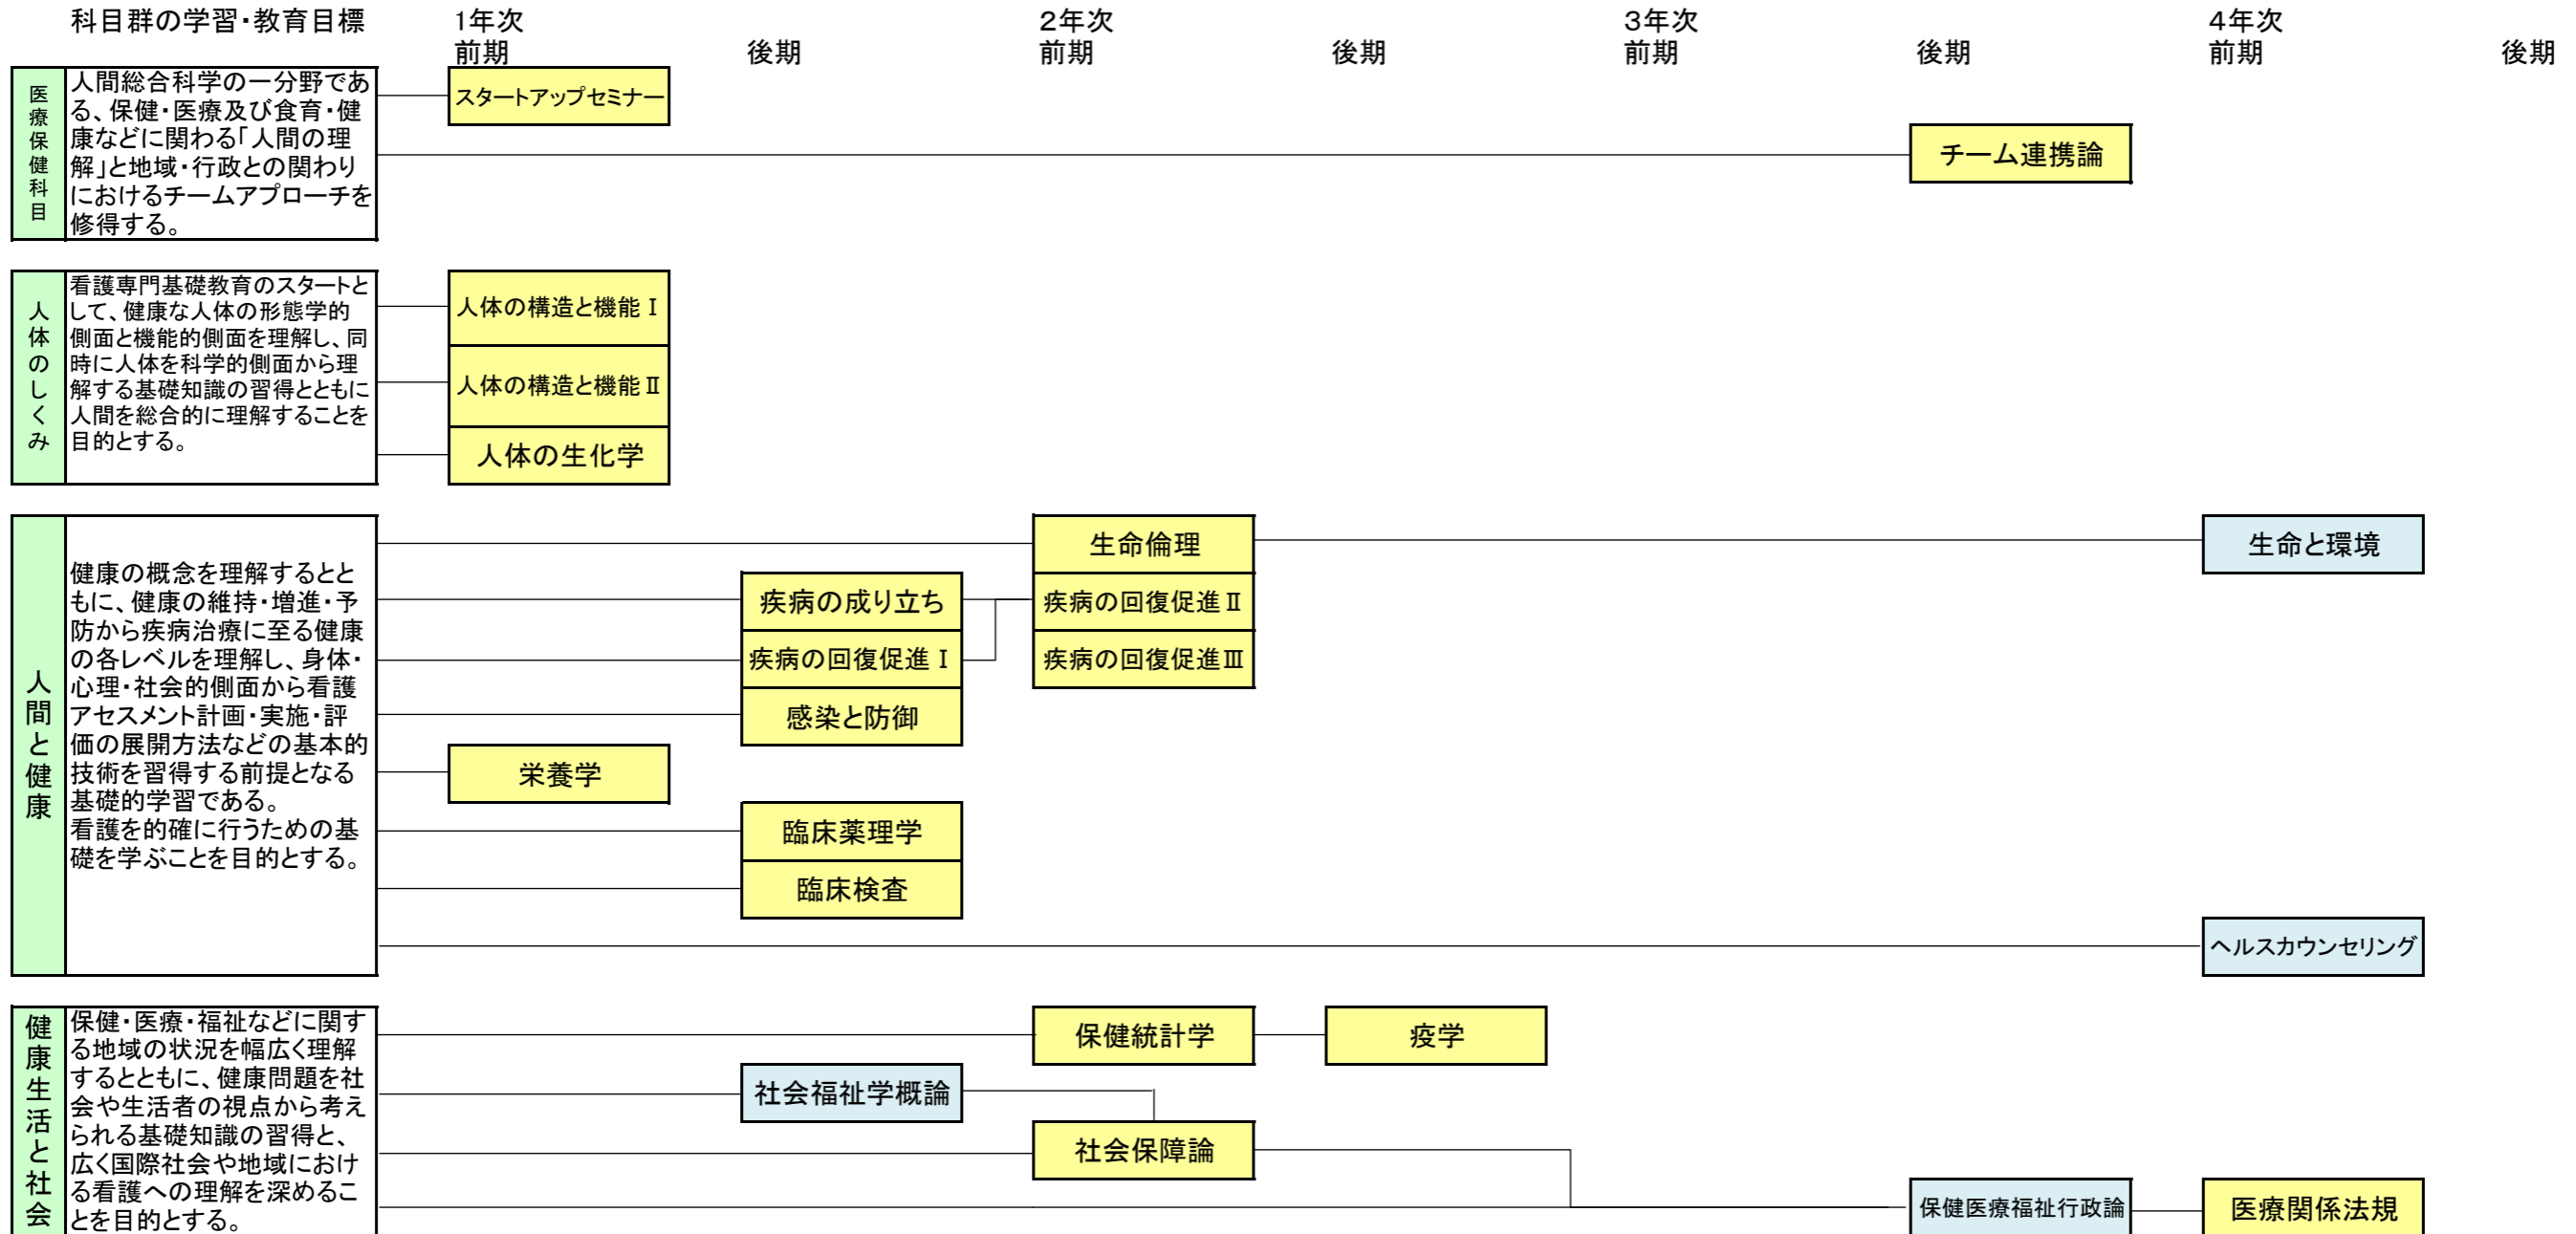 科目群の学習・教育目標
1年次
前期
後期
2年次
前期
後期
3年次
前期
後期
4年次
前期
後期
医療保健科目
人間総合科学の一分野であ
る、保健・医療及び食育・健
康などに関わる「人間の理
解」と地域・行政との関わり
におけるチームアプローチを
修得する。
スタートアップセミナー
チーム連携論
人体のしくみ
看護専門基礎教育のスタートと
して、健康な人体の形態学的
側面と機能的側面を理解し、同
時に人体を科学的側面から理
解する基礎知識の習得とともに
人間を総合的に理解することを
目的とする。
人体の構造と機能Ⅰ
人体の構造と機能Ⅱ
人体の生化学
人間と健康
健康の概念を理解するとと
もに、健康の維持・増進・予
防から疾病治療に至る健康
の各レベルを理解し、身体・
心理・社会的側面から看護
アセスメント計画・実施・評
価の展開方法などの基本的
技術を習得する前提となる
基礎的学習である。
看護を的確に行うための基
礎を学ぶことを目的とする。
生命倫理
生命と環境
疾病の成り立ち
疾病の回復促進Ⅱ
疾病の回復促進Ⅰ
疾病の回復促進Ⅲ
感染と防御
栄養学
臨床薬理学
臨床検査
ヘルスカウンセリング
健康生活と社会
保健・医療・福祉などに関す
る地域の状況を幅広く理解
するとともに、健康問題を社
会や生活者の視点から考え
られる基礎知識の習得と、
広く国際社会や地域におけ
る看護への理解を深めるこ
とを目的とする。
保健統計学
疫学
社会福祉学概論
社会保障論
保健医療福祉行政論
医療関係法規